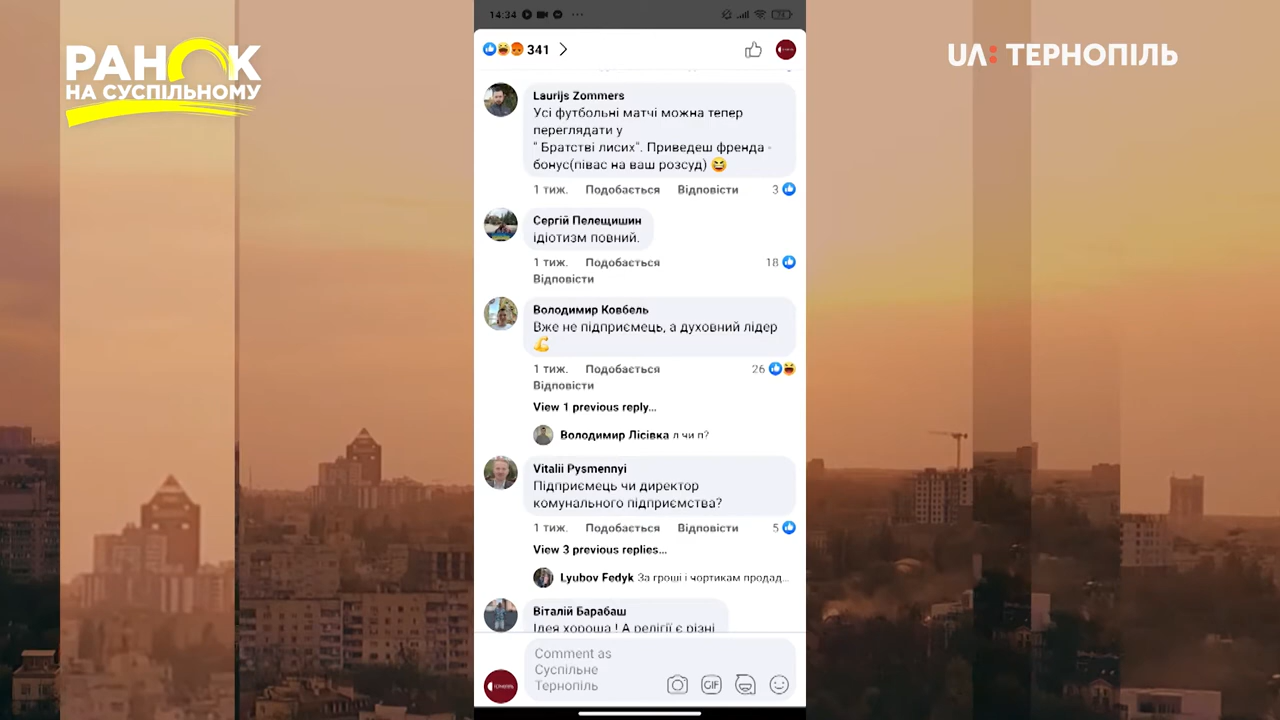 РАНОК
НА СУСПІЛЬНОМУ
UA: ТЕРНОПІЛЬ
14:34
341
Laurijs Zommers
Усі футбольні матчі можна тепер
переглядати у
" Братстві лисих". Приведеш френда -
бонус(півас на ваш розсуд)
1 тиж. Подобається Відповісти 3
Сергій Пелещишин
ідіотизм повний.
1 тиж. Подобається 18
Відповісти
Володимир Ковбель
Вже не підприємець, а духовний лідер
1 тиж. Подобається 26
Відповісти
View 1 previous reply...
Володимир Лісівка л чи п?
Vitalii Pysmennyi
Підприємець чи директор
комунального підприємства?
1 тиж. Подобається Відповісти 5
View 3 previous replies...
Lyubov Fedyk За гроші і чортикам продад...
Віталій Барабаш
Ідея хороша ! А релігії є різні
Comment as
Суспільне
Тернопіль
GIF